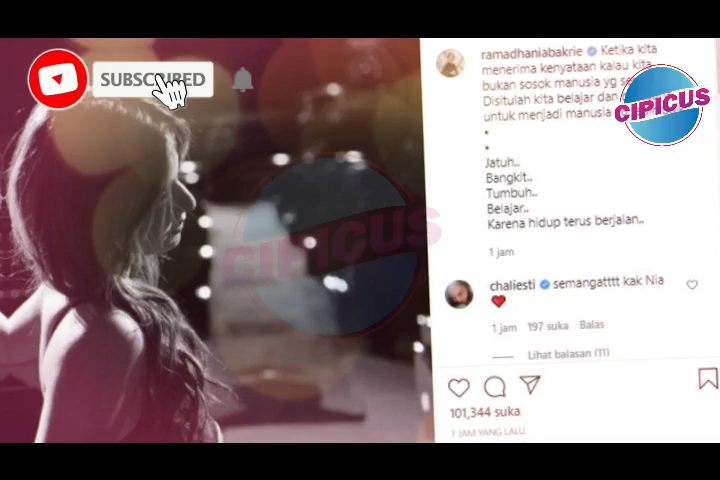 SUBSCRIBED
ramadhaniabakrie Ketika kita
menerima kenyataan kalau kita
bukan sosok manusia yg
Disitulah kita belajar dan
untuk menjadi manusia
CIPICUS
Jatuh..
Bangkit..
Tumbuh..
Belajar..
Karena hidup terus berjalan..
1 jam
CIPICUS
chaliesti semangatttt kak Nia
❤
1 jam 197 suka Balas
Lihat balasan (11)
101,344 suka
1 JAM YANG LALU